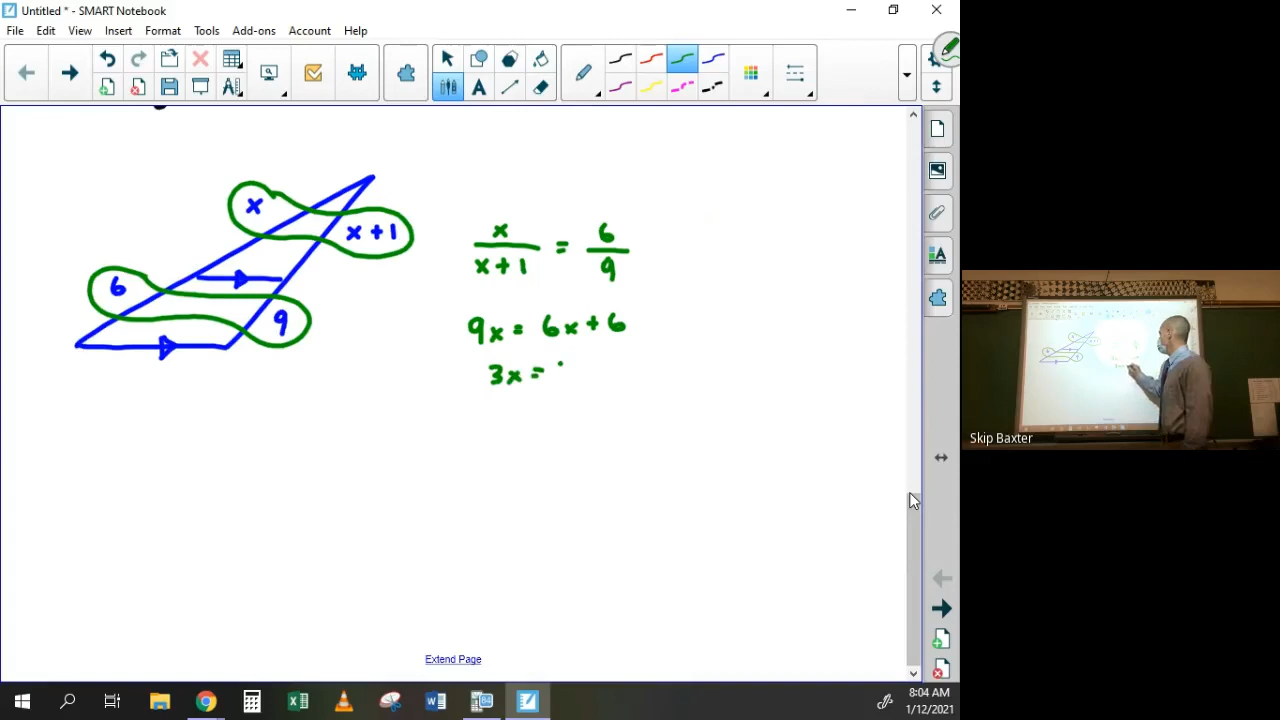 Untitled * - SMART Notebook
File Edit View Insert Format Tools Add-ons Account Help
x
x + 1
6
9
x / x + 1 = 6 / 9
9x = 6x + 6
3x =
Extend Page
Skip Baxter
8:04 AM
1/12/2021